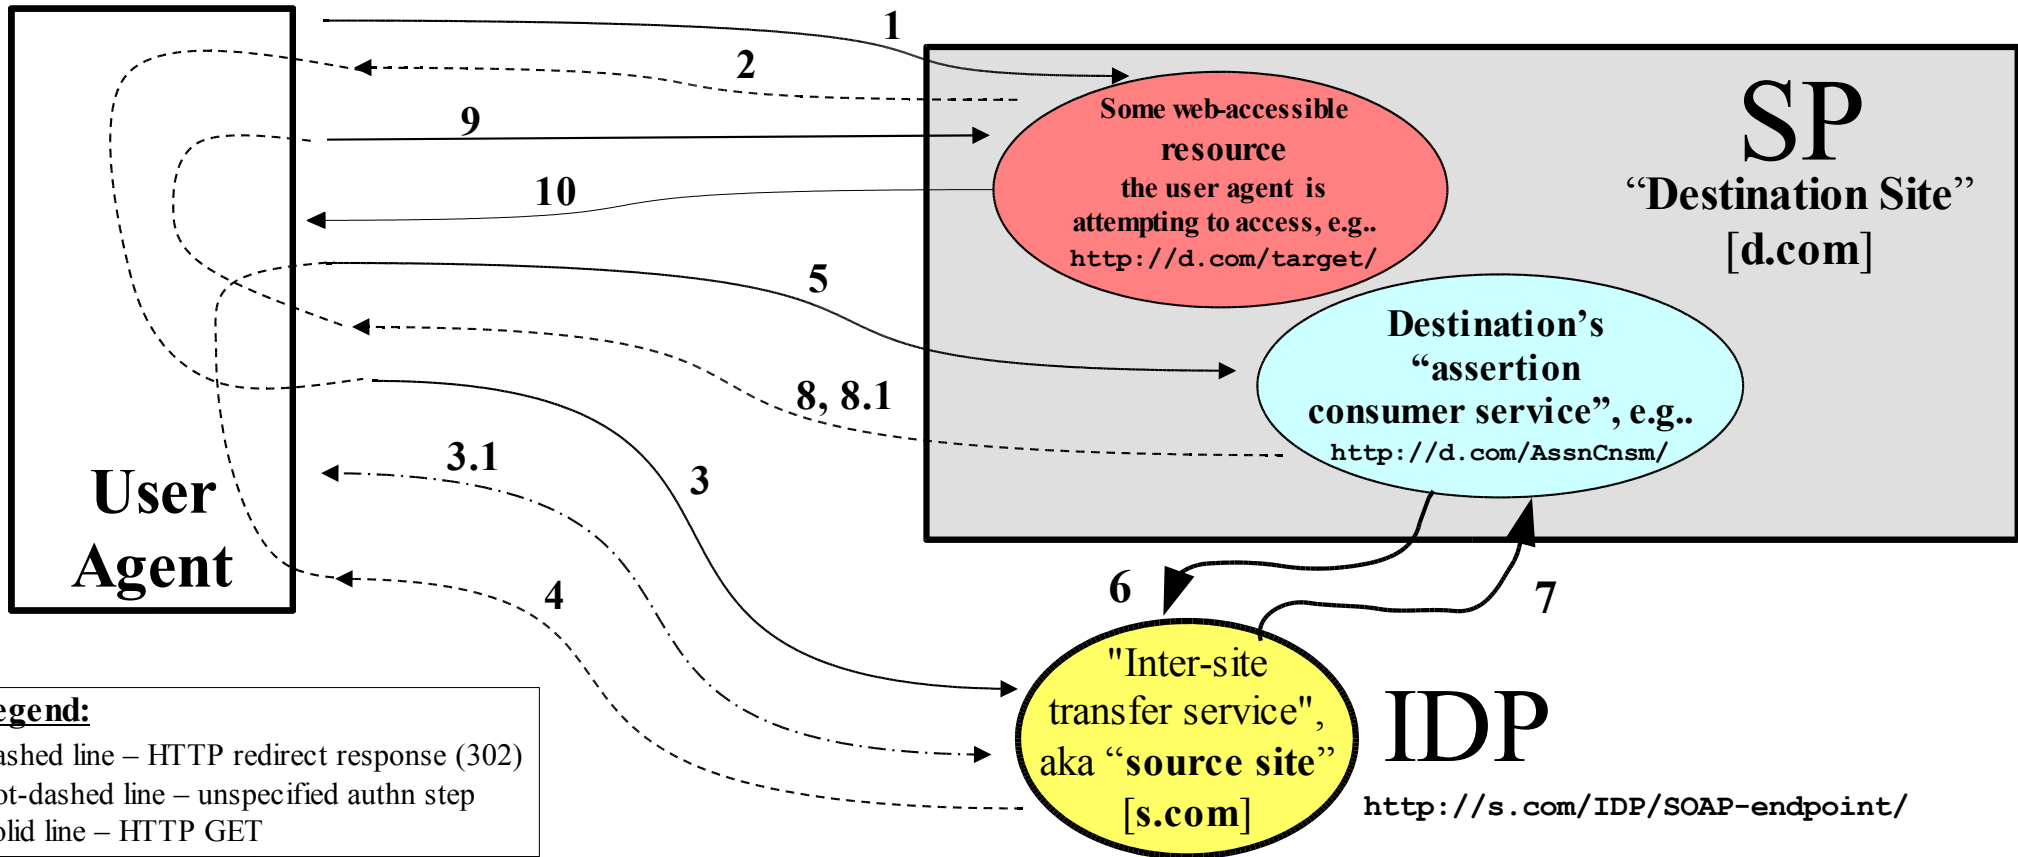 1
2
9
10
5
8, 8.1
3.1
3
4
6
7
User
Agent
Some web-accessible
resource
the user agent is
attempting to access, e.g..
http://d.com/target/
SP
“Destination Site”
[d.com]
Destination’s
“assertion
consumer service”, e.g..
http://d.com/AssnCnsm/
"Inter-site
transfer service",
aka “source site”
[s.com]
IDP
http://s.com/IDP/SOAP-endpoint/
egend:
ashed line – HTTP redirect response (302)
ot-dashed line – unspecified authn step
olid line – HTTP GET